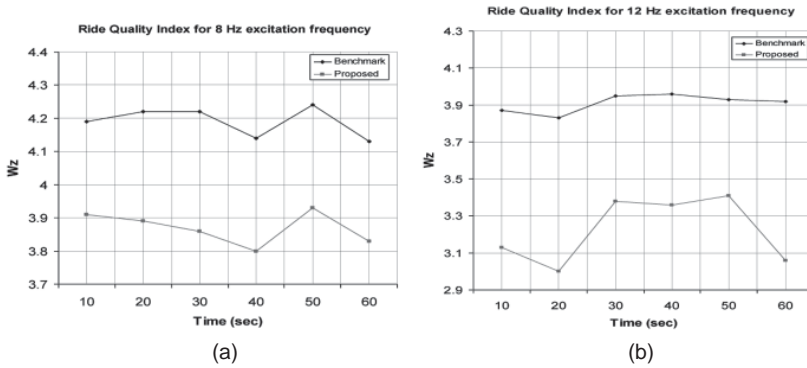 Ride Quality Index for 8 Hz excitation frequency
4.4
4.3
4.2
4.1
4
3.9
3.8
3.7
Wz
Benchmark
Proposed
10 20 30 40 50 60
Time (sec)
(a)
Ride Quality Index for 12 Hz excitation frequency
4.3
4.1
3.9
3.7
3.5
3.3
3.1
2.9
Wz
Benchmark
Proposed
10 20 30 40 50 60
Time (sec)
(b)